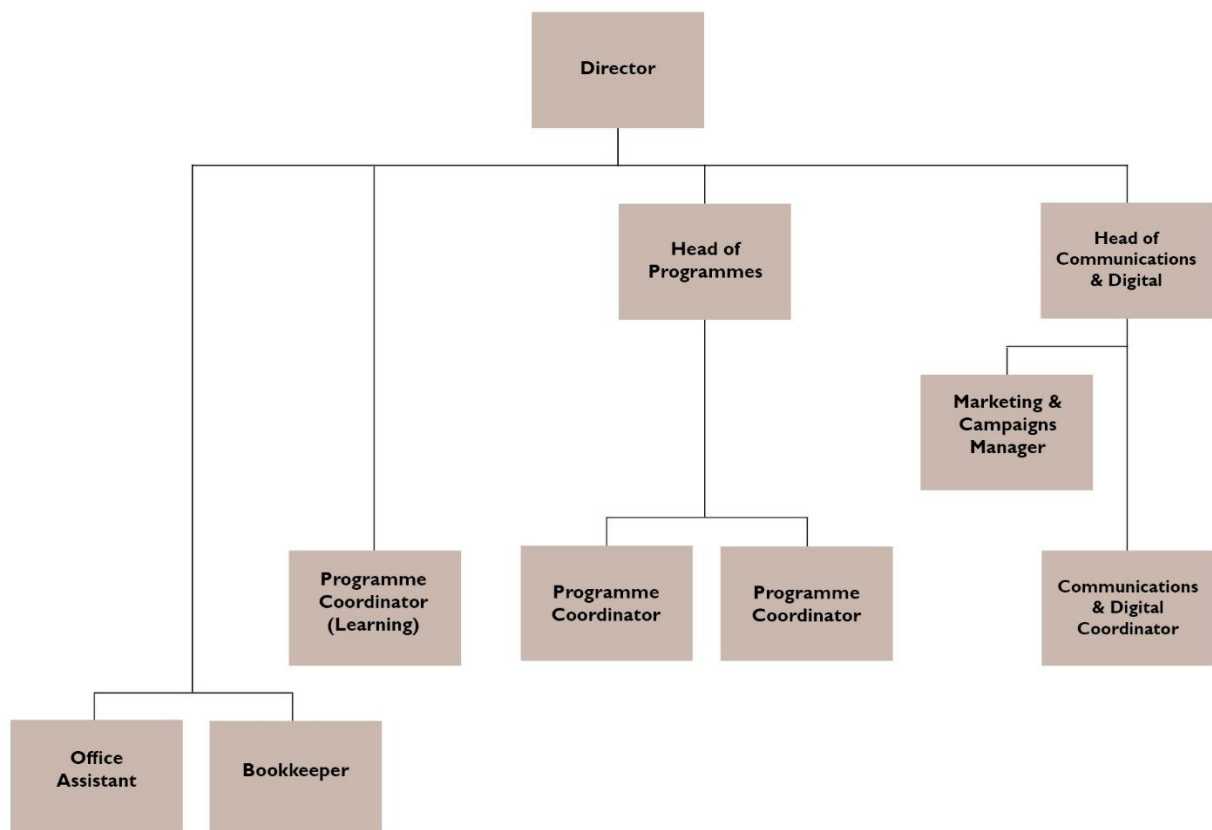 Director
Head of
Programmes
Head of
Communications
& Digital
Marketing &
Campaigns
Manager
Programme
Coordinator
(Learning)
Programme
Coordinator
Programme
Coordinator
Communications
& Digital
Coordinator
Office
Assistant
Bookkeeper